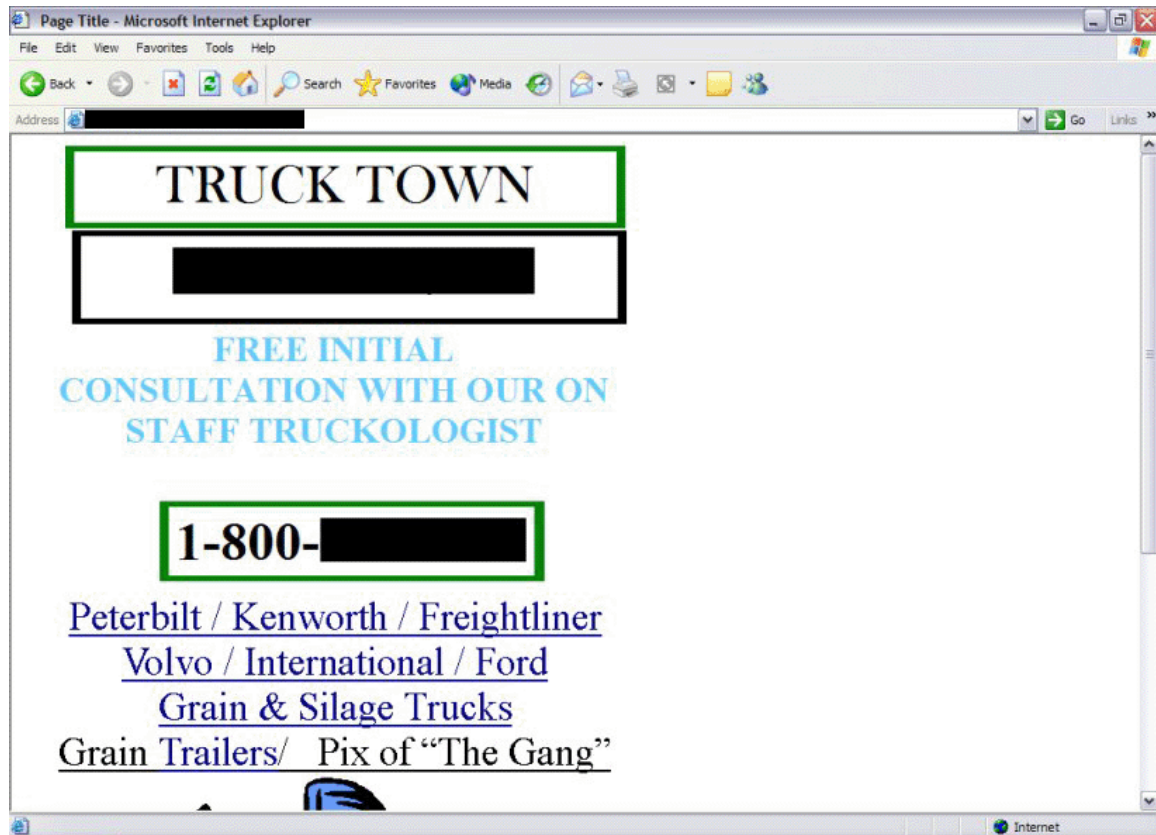 Page Title - Microsoft Internet Explorer
File Edit View Favorites Tools Help
Back Search Favorites Media
Address Go Links »
TRUCK TOWN
FREE INITIAL
CONSULTATION WITH OUR ON
STAFF TRUCKOLOGIST
1-800-
Peterbilt / Kenworth / Freightliner
Volvo / International / Ford
Grain & Silage Trucks
Grain Trailers/ Pix of “The Gang”
Internet